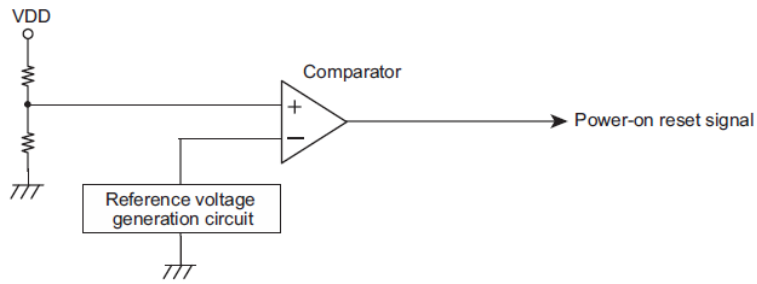 VDD
Comparator
+
−
Power-on reset signal
Reference voltage
generation circuit